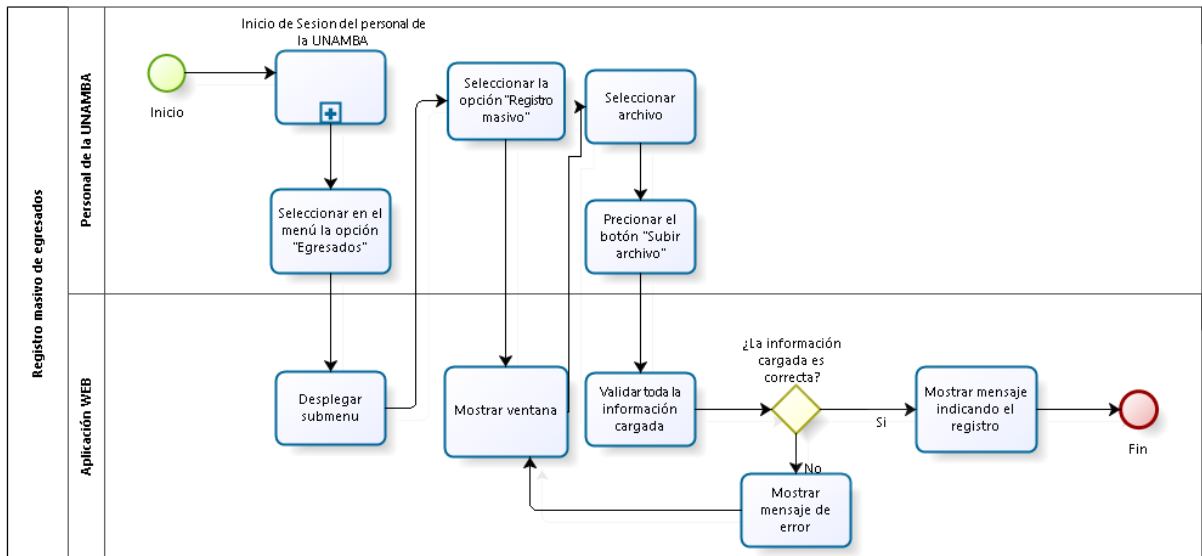 Registro masivo de egresados
Personal de la UNAMBA
Inicio de Sesion del personal de
la UNAMBA
Inicio
Seleccionar en el
menú la opción
"Egresados"
Seleccionar la
opción "Registro
masivo"
Seleccionar
archivo
Precionar el
botón "Subir
archivo"
Aplicación WEB
Desplegar
submenu
Mostrar ventana
Validar toda la
información
cargada
¿La información
cargada es
correcta?
Si
No
Mostrar
mensaje de
error
Mostrar mensaje
indicando el
registro
Fin